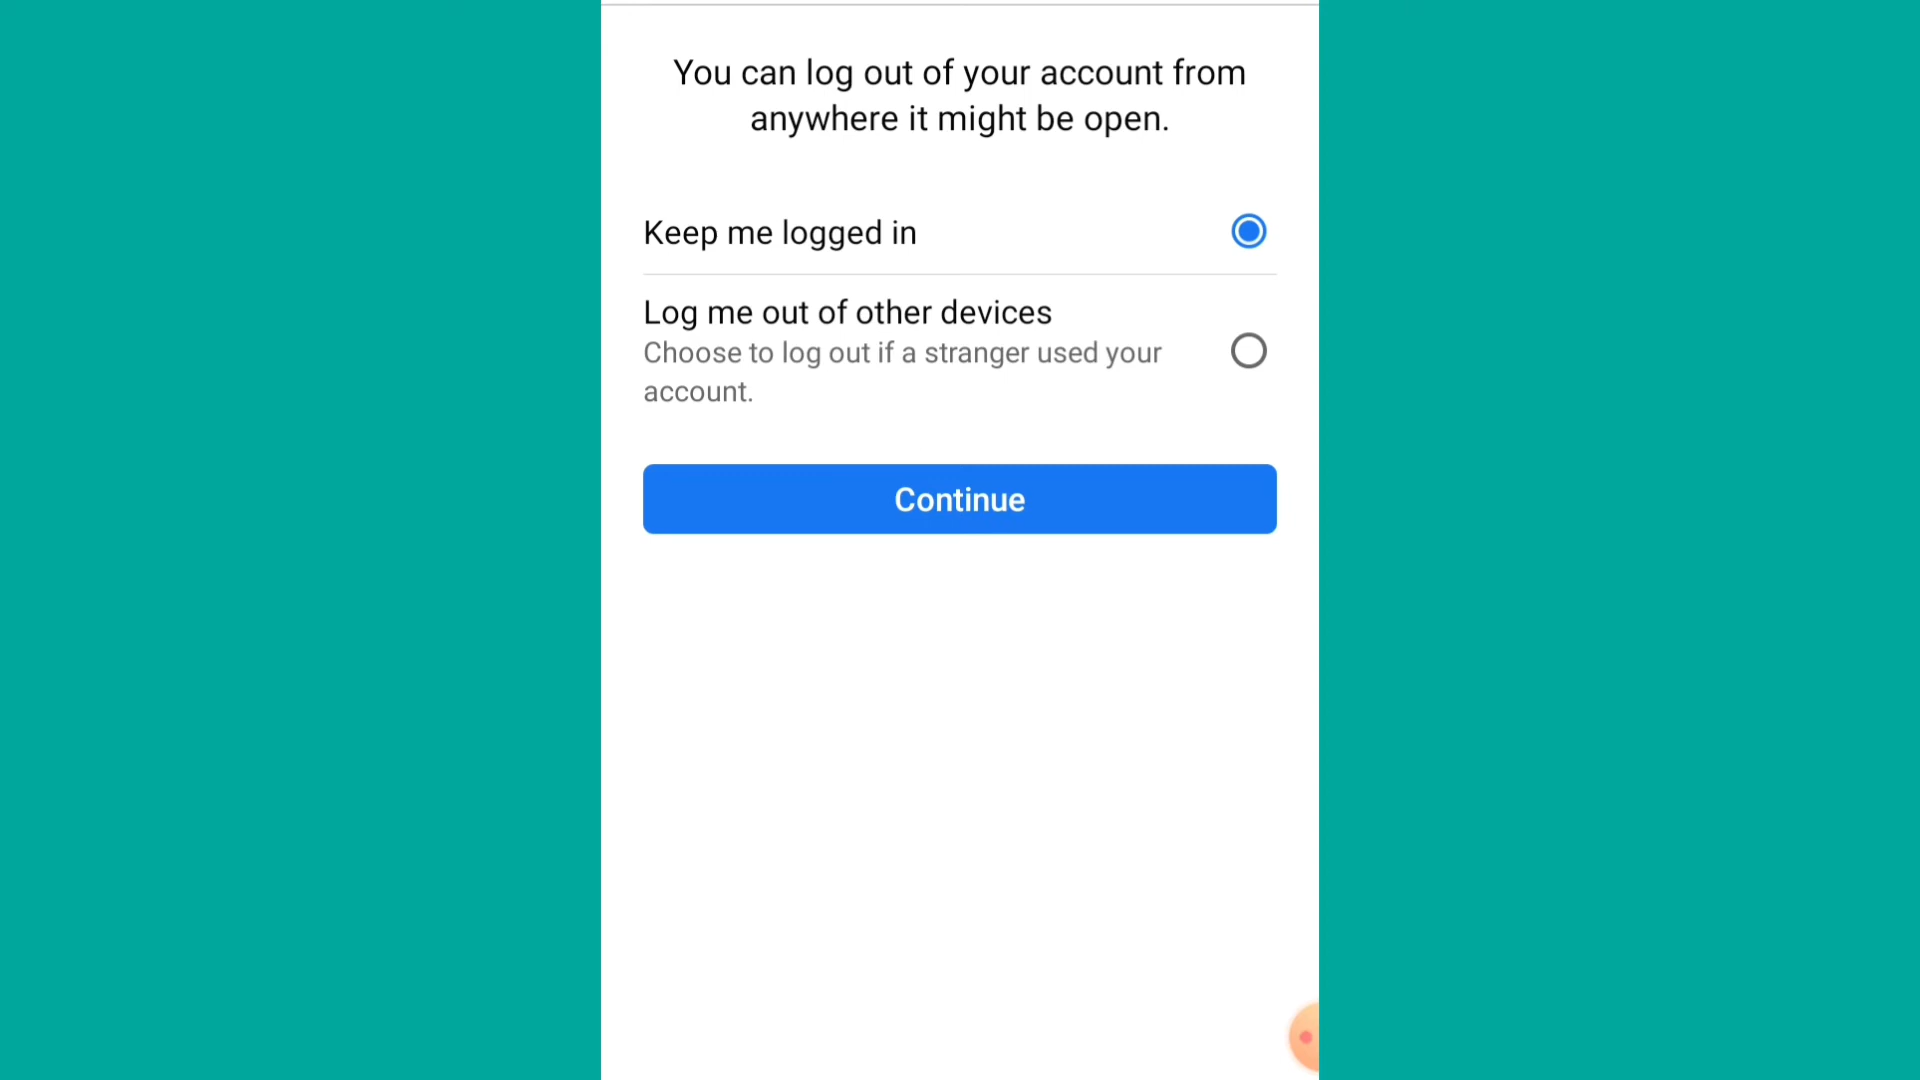 You can log out of your account from
anywhere it might be open.
Keep me logged in
Log me out of other devices
Choose to log out if a stranger used your
account.
Continue